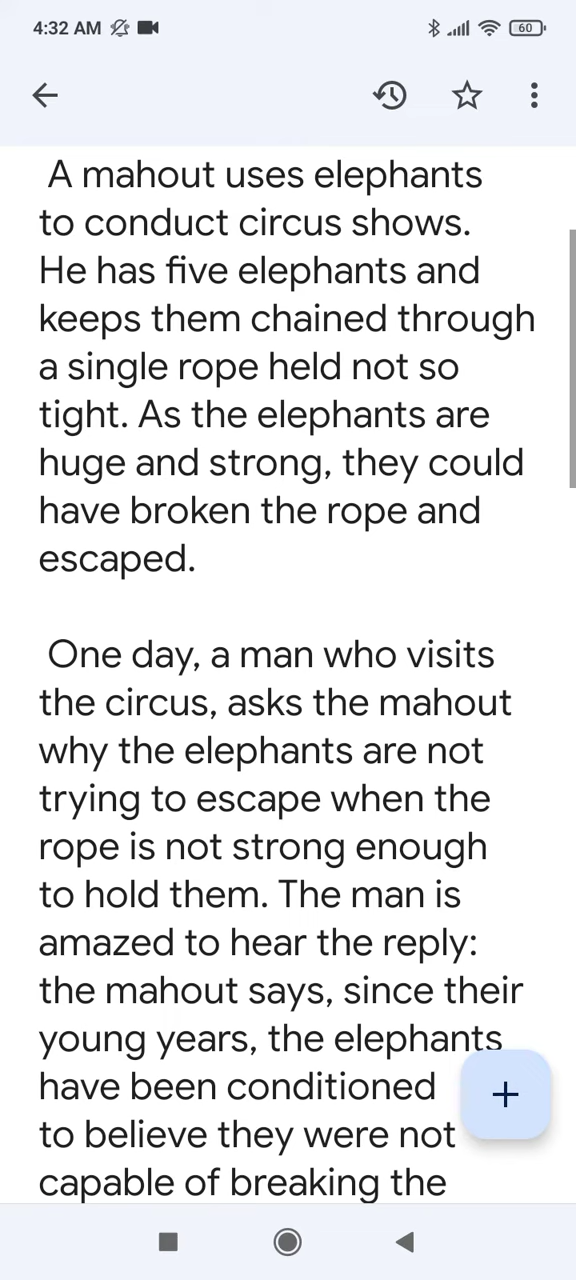 4:32 AM 60
A mahout uses elephants
to conduct circus shows.
He has five elephants and
keeps them chained through
a single rope held not so
tight. As the elephants are
huge and strong, they could
have broken the rope and
escaped.
One day, a man who visits
the circus, asks the mahout
why the elephants are not
trying to escape when the
rope is not strong enough
to hold them. The man is
amazed to hear the reply:
the mahout says, since their
young years, the elephants
have been conditioned
to believe they were not
capable of breaking the